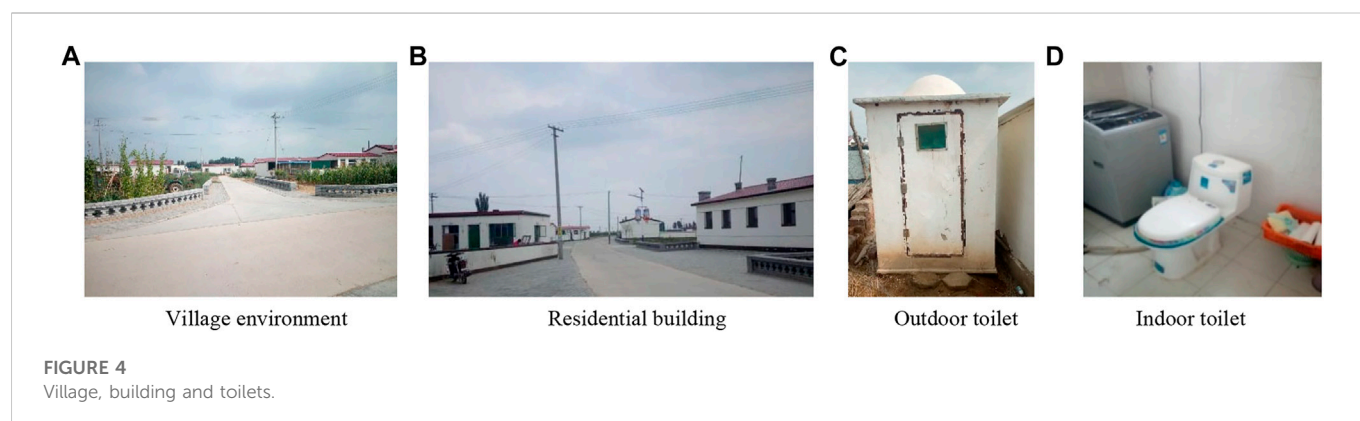 A
B
C
D
Village environment
Residential building
Outdoor toilet
Indoor toilet
FIGURE 4
Village, building and toilets.